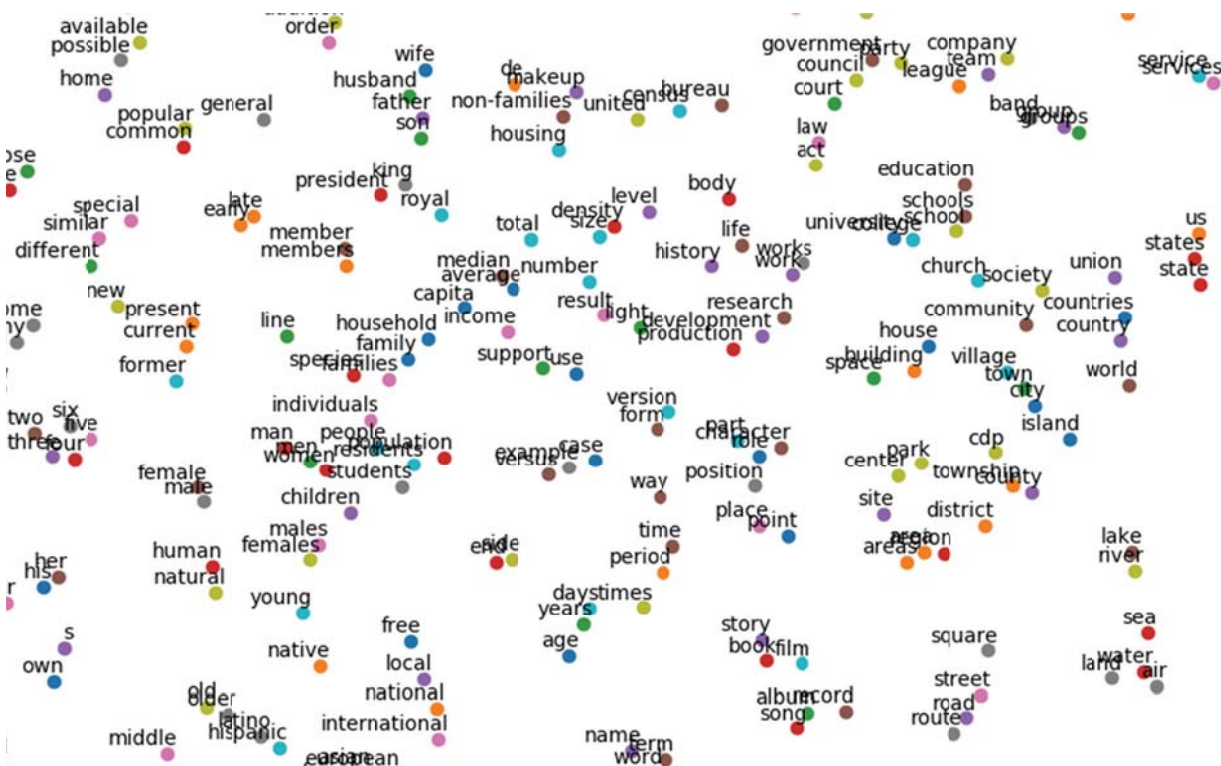 available
possible
home
popular
common
general
addition
order
wife
husband
father
son
de
makeup
non-families
housing
united
census
bureau
government
party
council
court
law
act
company
team
league
band
group
groups
service
services
special
similar
different
late
early
king
president
royal
member
members
total
density
size
level
body
life
history
works
work
education
schools
school
university
college
church
society
union
us
states
state
new
present
current
former
line
median
average
capita
number
income
household
family
species
families
result
light
support
use
research
development
production
community
countries
country
house
building
space
village
town
city
world
island
two
six
five
three
four
individuals
man
men
women
people
population
residents
students
children
female
male
version
form
example
case
versus
way
part
character
role
position
place
point
park
center
cdp
township
county
site
district
area
region
areas
lake
river
her
his
human
natural
males
females
end
side
time
period
days
times
years
age
young
s
own
native
free
local
national
international
story
book
film
album
record
song
square
street
road
route
sea
water
land
air
old
older
latino
hispanic
middle
asian
european
name
term
word